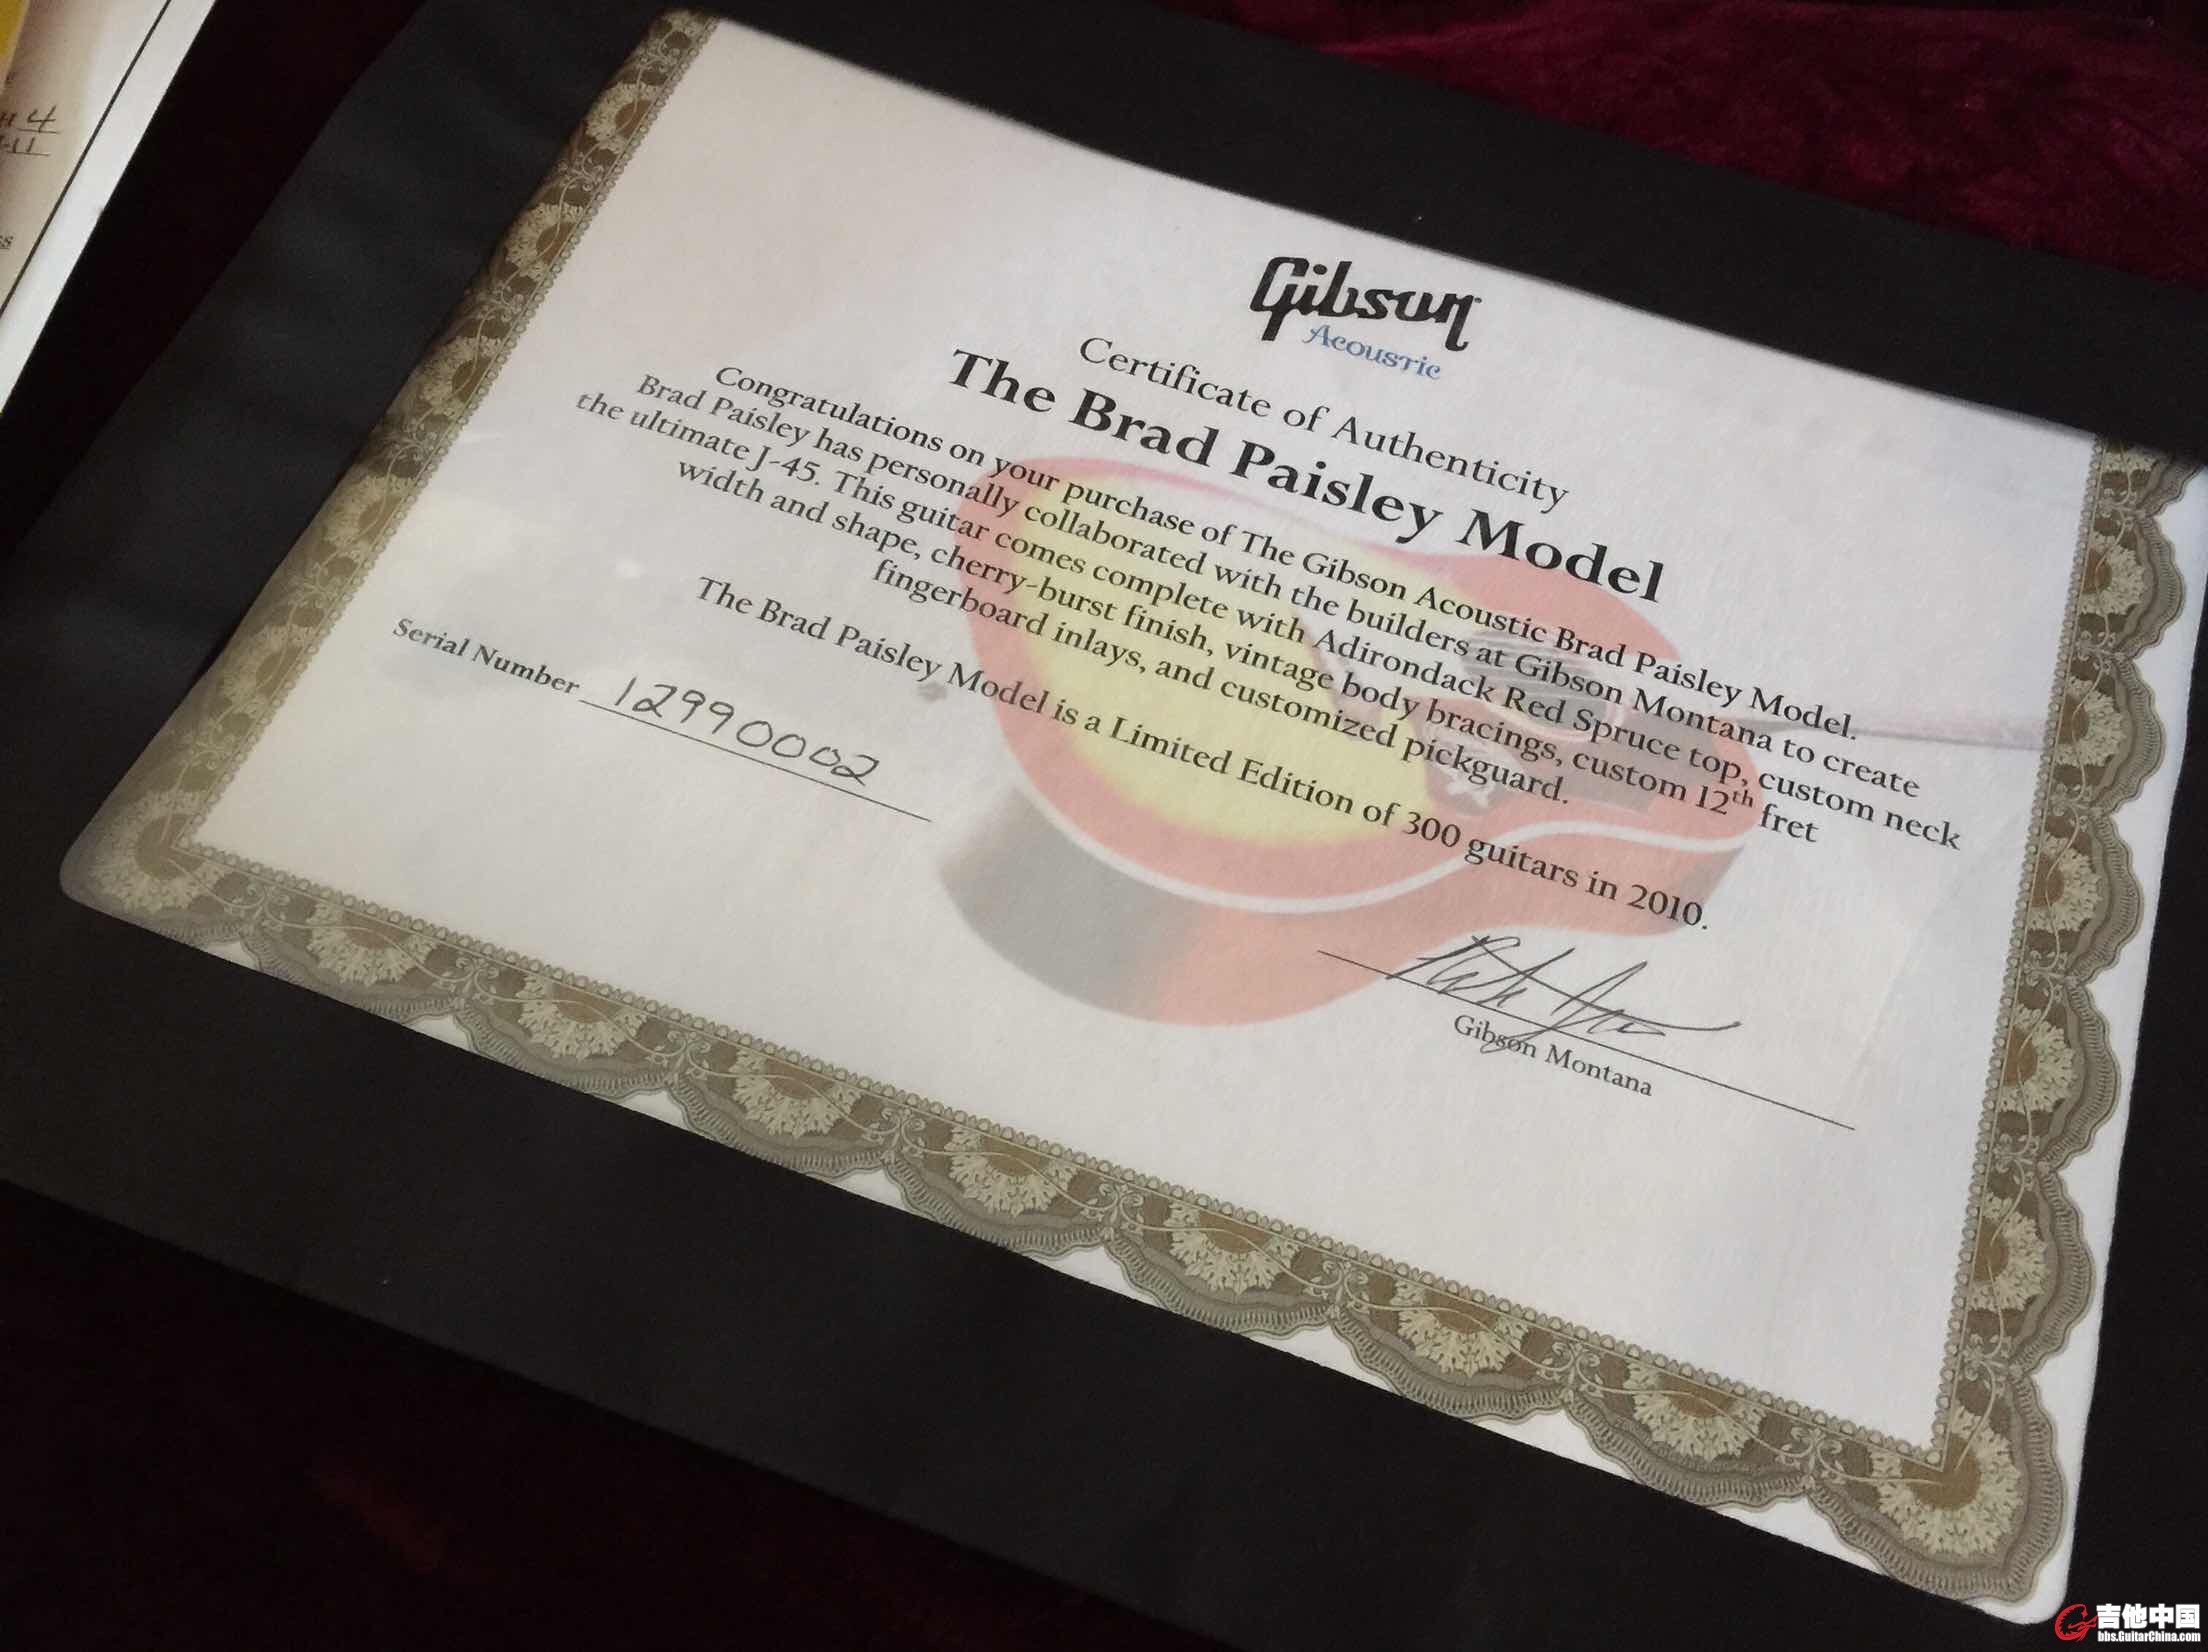 4
-11
Gibson
Acoustic
Certificate of Authenticity
The Brad Paisley Model
Congratulations on your purchase of The Gibson Acoustic Brad Paisley Model.
Brad Paisley has personally collaborated with the builders at Gibson Montana to create
the ultimate J-45. This guitar comes complete with Adirondack Red Spruce top, custom neck
width and shape, cherry-burst finish, vintage body bracings, custom 12th fret
fingerboard inlays, and customized pickguard.
The Brad Paisley Model is a Limited Edition of 300 guitars in 2010.
Serial Number 12990002
Gibson Montana
吉他中国
bbs.GuitarChina.com